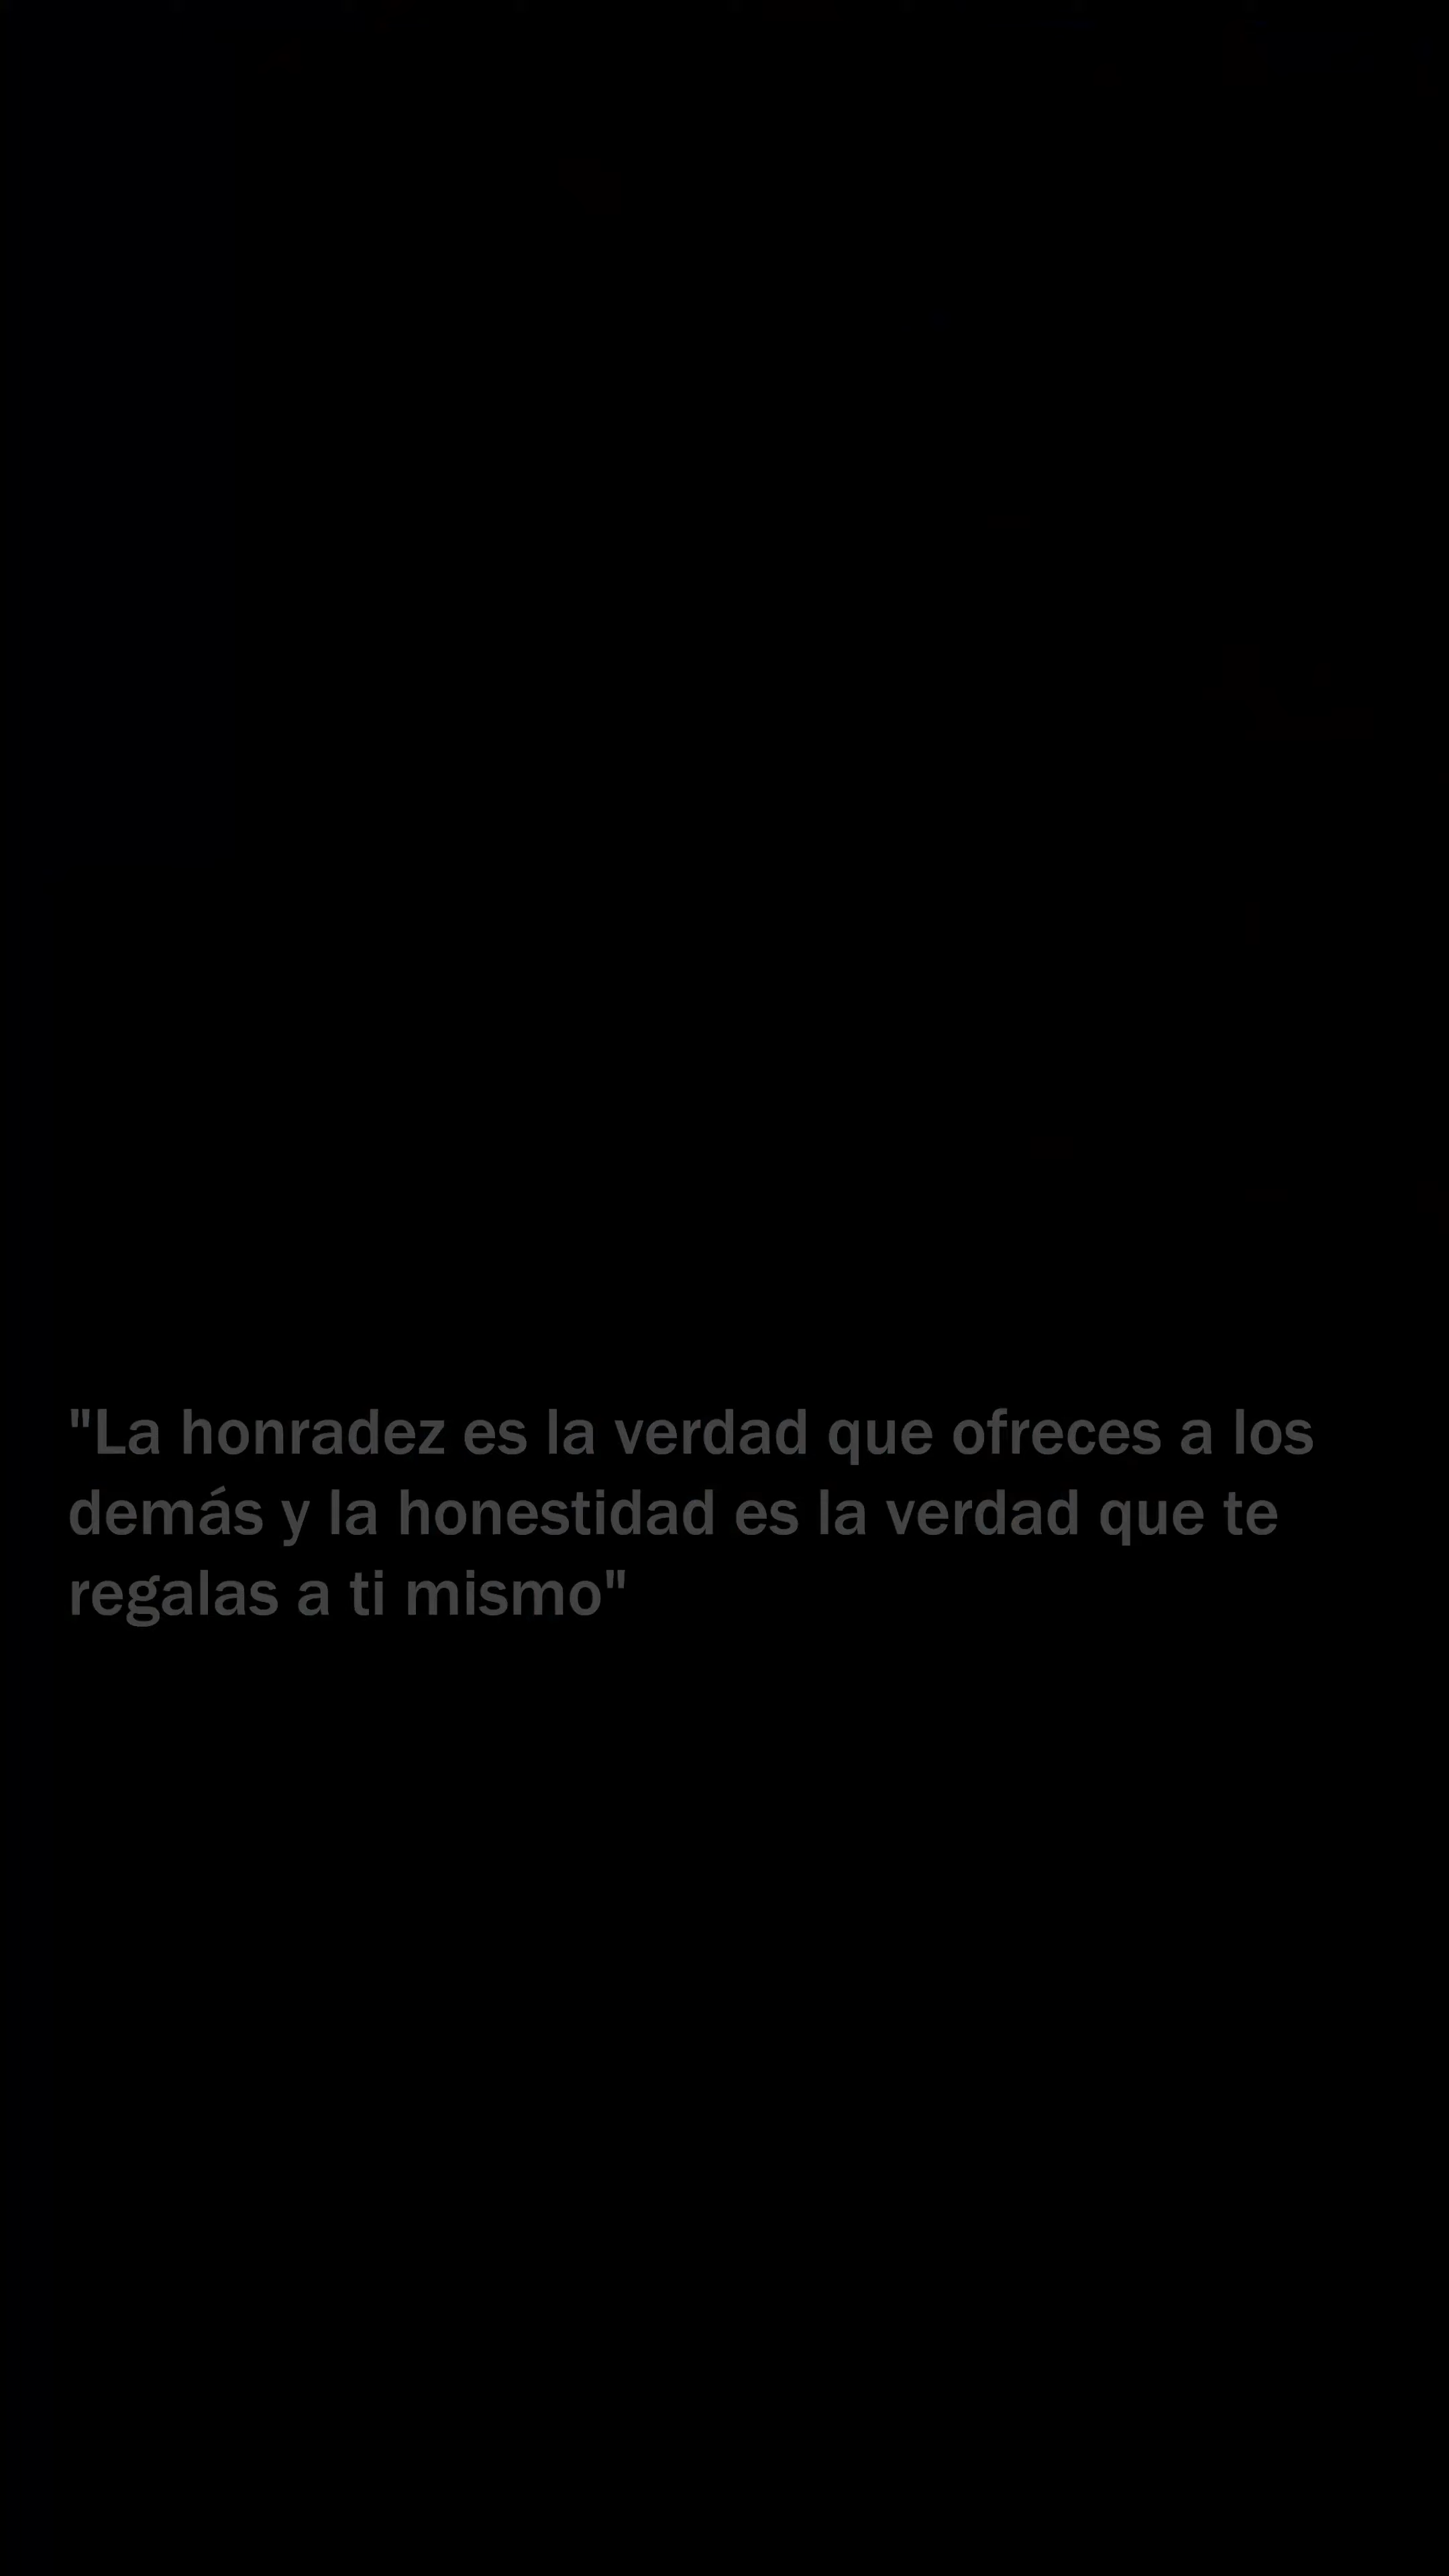 "La honradez es la verdad que ofreces a los
demás y la honestidad es la verdad que te
regalas a ti mismo"